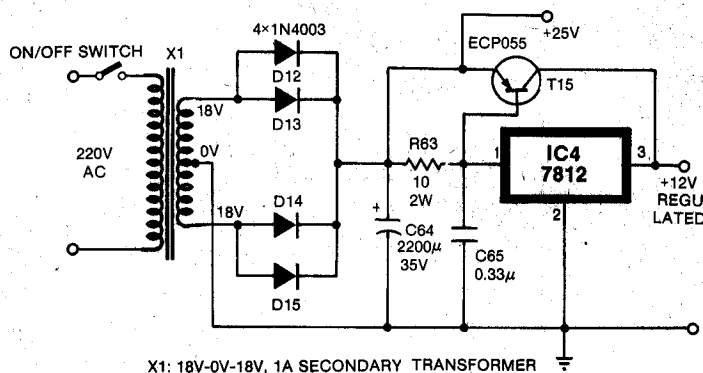 4×1N4003
ON/OFF SWITCH
X1
D12
D13
18V
0V
18V
220V
AC
D14
D15
ECP055
+25V
T15
R63
10
2W
1
IC4
7812
3
2
+12V
REGU
LATED
+
C64
2200µ
35V
C65
0.33µ
X1: 18V-0V-18V, 1A SECONDARY TRANSFORMER